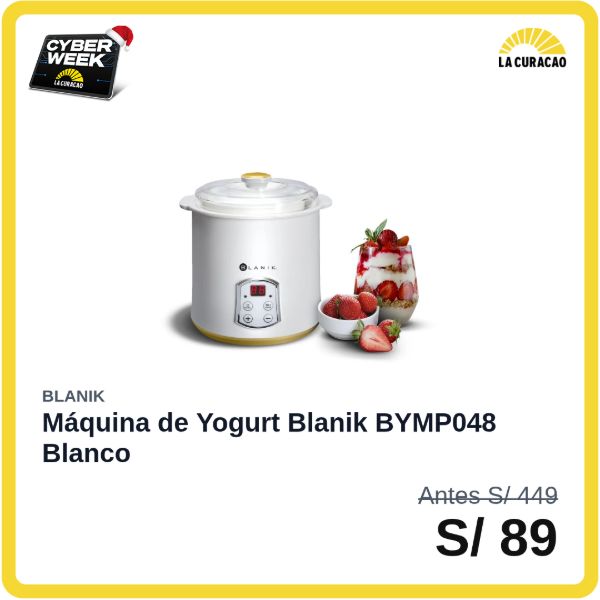 CYBER
WEEK
LA CURACAO
LA CURACAO
BLANIK
BLANIK
Máquina de Yogurt Blanik BYMP048
Blanco
Antes S/ 449
S/ 89